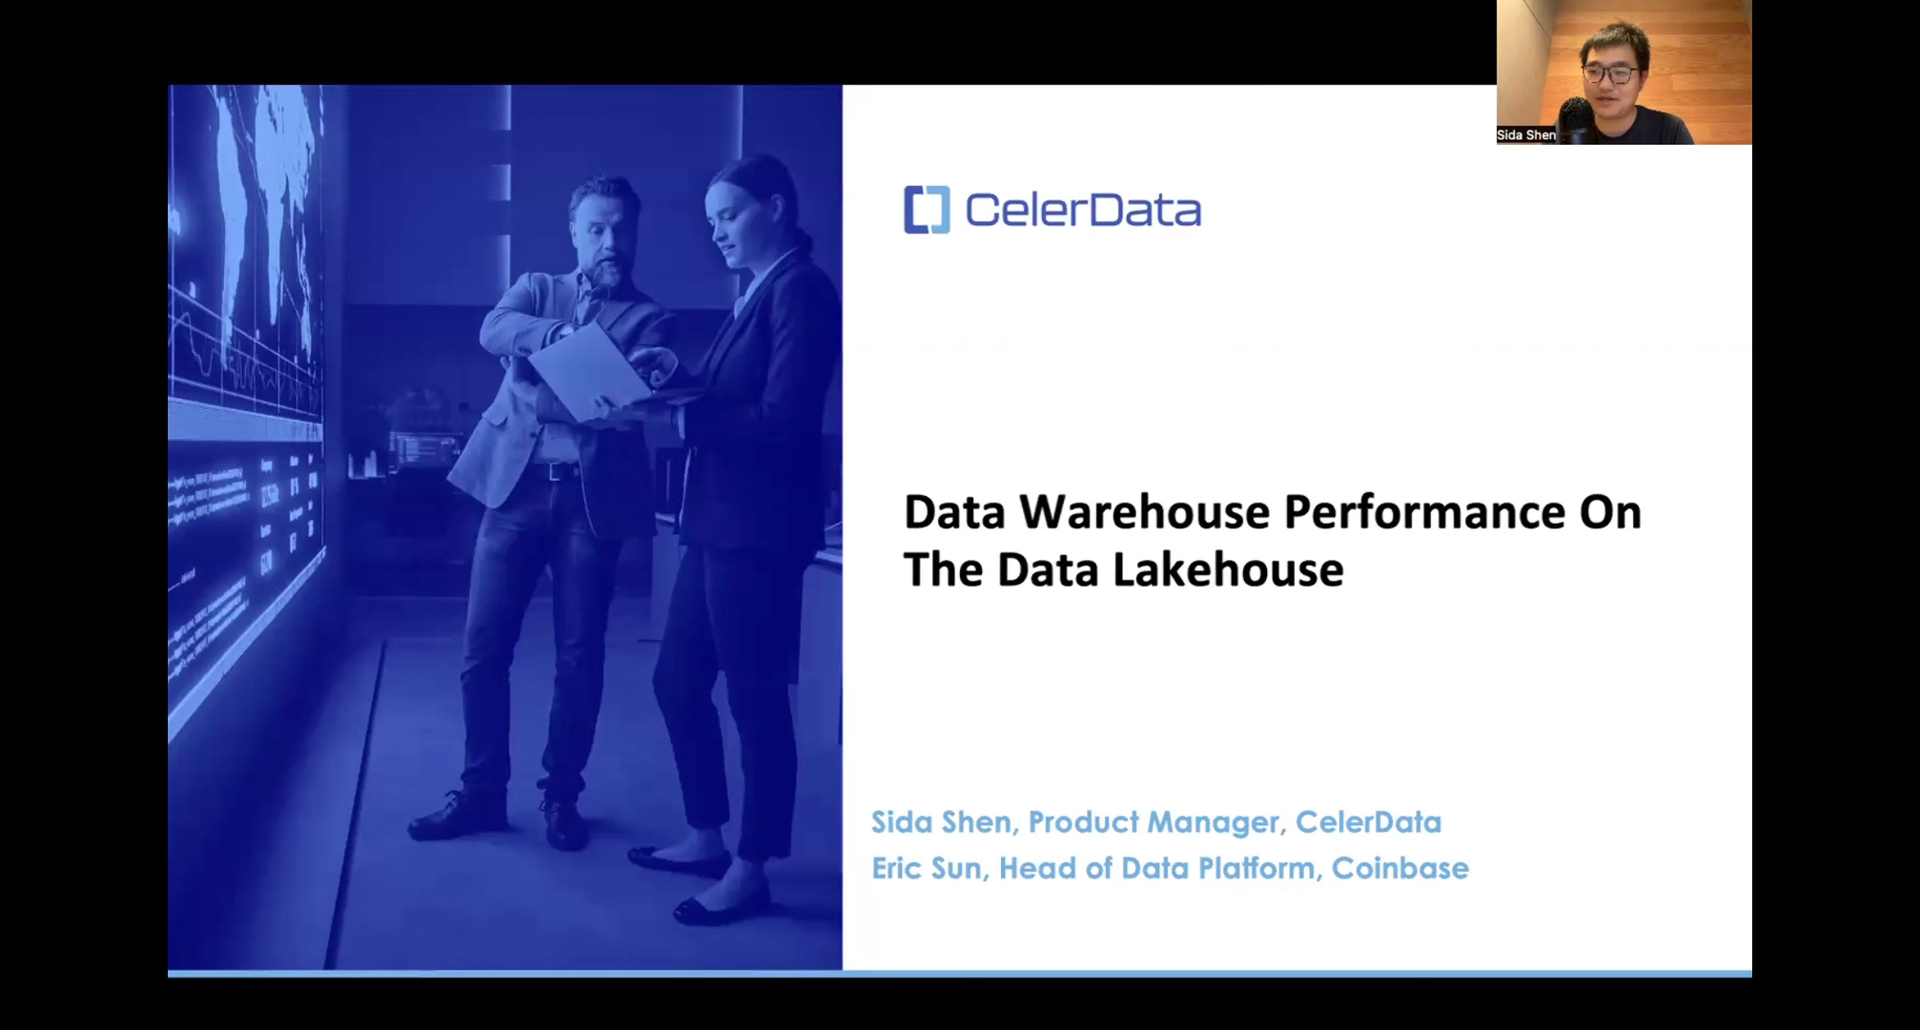 Sida Shen
CelerData
Data Warehouse Performance On
The Data Lakehouse
Sida Shen, Product Manager, CelerData
Eric Sun, Head of Data Platform, Coinbase